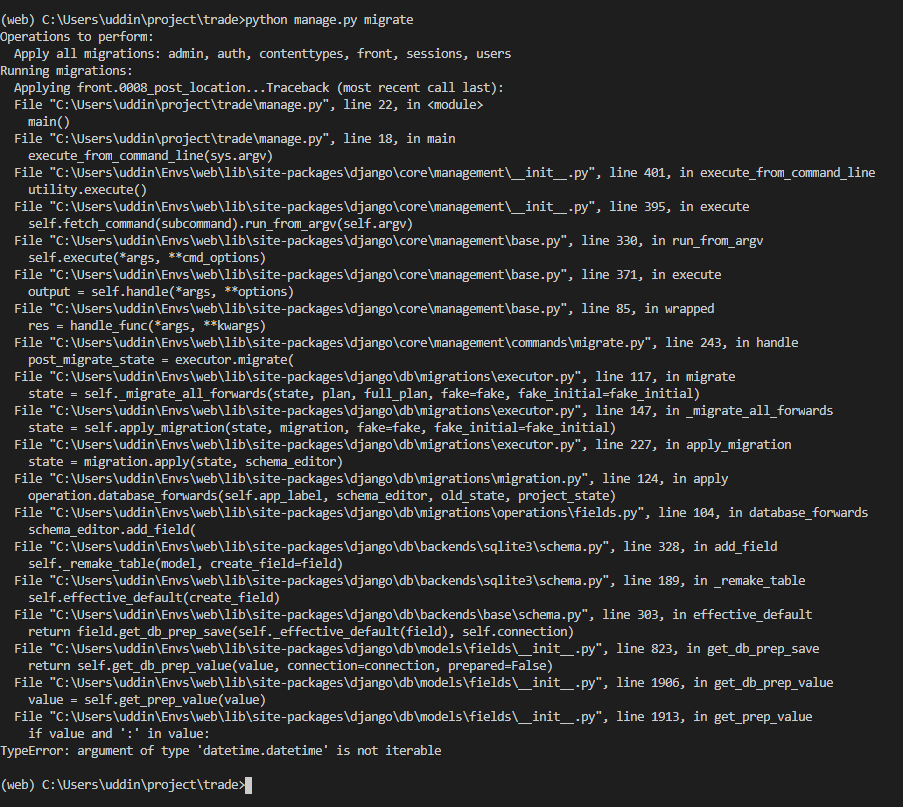 (web) C:\Users\uddin\project\trade>python manage.py migrate
Operations to perform:
  Apply all migrations: admin, auth, contenttypes, front, sessions, users
Running migrations:
  Applying front.0008_post_location...Traceback (most recent call last):
  File "C:\Users\uddin\project\trade\manage.py", line 22, in <module>
    main()
  File "C:\Users\uddin\project\trade\manage.py", line 18, in main
    execute_from_command_line(sys.argv)
  File "C:\Users\uddin\Envs\web\lib\site-packages\django\core\management\__init__.py", line 401, in execute_from_command_line
    utility.execute()
  File "C:\Users\uddin\Envs\web\lib\site-packages\django\core\management\__init__.py", line 395, in execute
    self.fetch_command(subcommand).run_from_argv(self.argv)
  File "C:\Users\uddin\Envs\web\lib\site-packages\django\core\management\base.py", line 330, in run_from_argv
    self.execute(*args, **cmd_options)
  File "C:\Users\uddin\Envs\web\lib\site-packages\django\core\management\base.py", line 371, in execute
    output = self.handle(*args, **options)
  File "C:\Users\uddin\Envs\web\lib\site-packages\django\core\management\base.py", line 85, in wrapped
    res = handle_func(*args, **kwargs)
  File "C:\Users\uddin\Envs\web\lib\site-packages\django\core\management\commands\migrate.py", line 243, in handle
    post_migrate_state = executor.migrate(
  File "C:\Users\uddin\Envs\web\lib\site-packages\django\db\migrations\executor.py", line 117, in migrate
    state = self._migrate_all_forwards(state, plan, full_plan, fake=fake, fake_initial=fake_initial)
  File "C:\Users\uddin\Envs\web\lib\site-packages\django\db\migrations\executor.py", line 147, in _migrate_all_forwards
    state = self.apply_migration(state, migration, fake=fake, fake_initial=fake_initial)
  File "C:\Users\uddin\Envs\web\lib\site-packages\django\db\migrations\executor.py", line 227, in apply_migration
    state = migration.apply(state, schema_editor)
  File "C:\Users\uddin\Envs\web\lib\site-packages\django\db\migrations\migration.py", line 124, in apply
    operation.database_forwards(self.app_label, schema_editor, old_state, project_state)
  File "C:\Users\uddin\Envs\web\lib\site-packages\django\db\migrations\operations\fields.py", line 104, in database_forwards
    schema_editor.add_field(
  File "C:\Users\uddin\Envs\web\lib\site-packages\django\db\backends\sqlite3\schema.py", line 328, in add_field
    self._remake_table(model, create_field=field)
  File "C:\Users\uddin\Envs\web\lib\site-packages\django\db\backends\sqlite3\schema.py", line 189, in _remake_table
    self.effective_default(create_field)
  File "C:\Users\uddin\Envs\web\lib\site-packages\django\db\backends\base\schema.py", line 303, in effective_default
    return field.get_db_prep_save(self._effective_default(field), self.connection)
  File "C:\Users\uddin\Envs\web\lib\site-packages\django\db\models\fields\__init__.py", line 823, in get_db_prep_save
    return self.get_db_prep_value(value, connection=connection, prepared=False)
  File "C:\Users\uddin\Envs\web\lib\site-packages\django\db\models\fields\__init__.py", line 1906, in get_db_prep_value
    value = self.get_prep_value(value)
  File "C:\Users\uddin\Envs\web\lib\site-packages\django\db\models\fields\__init__.py", line 1913, in get_prep_value
    if value and ':' in value:
TypeError: argument of type 'datetime.datetime' is not iterable
(web) C:\Users\uddin\project\trade>